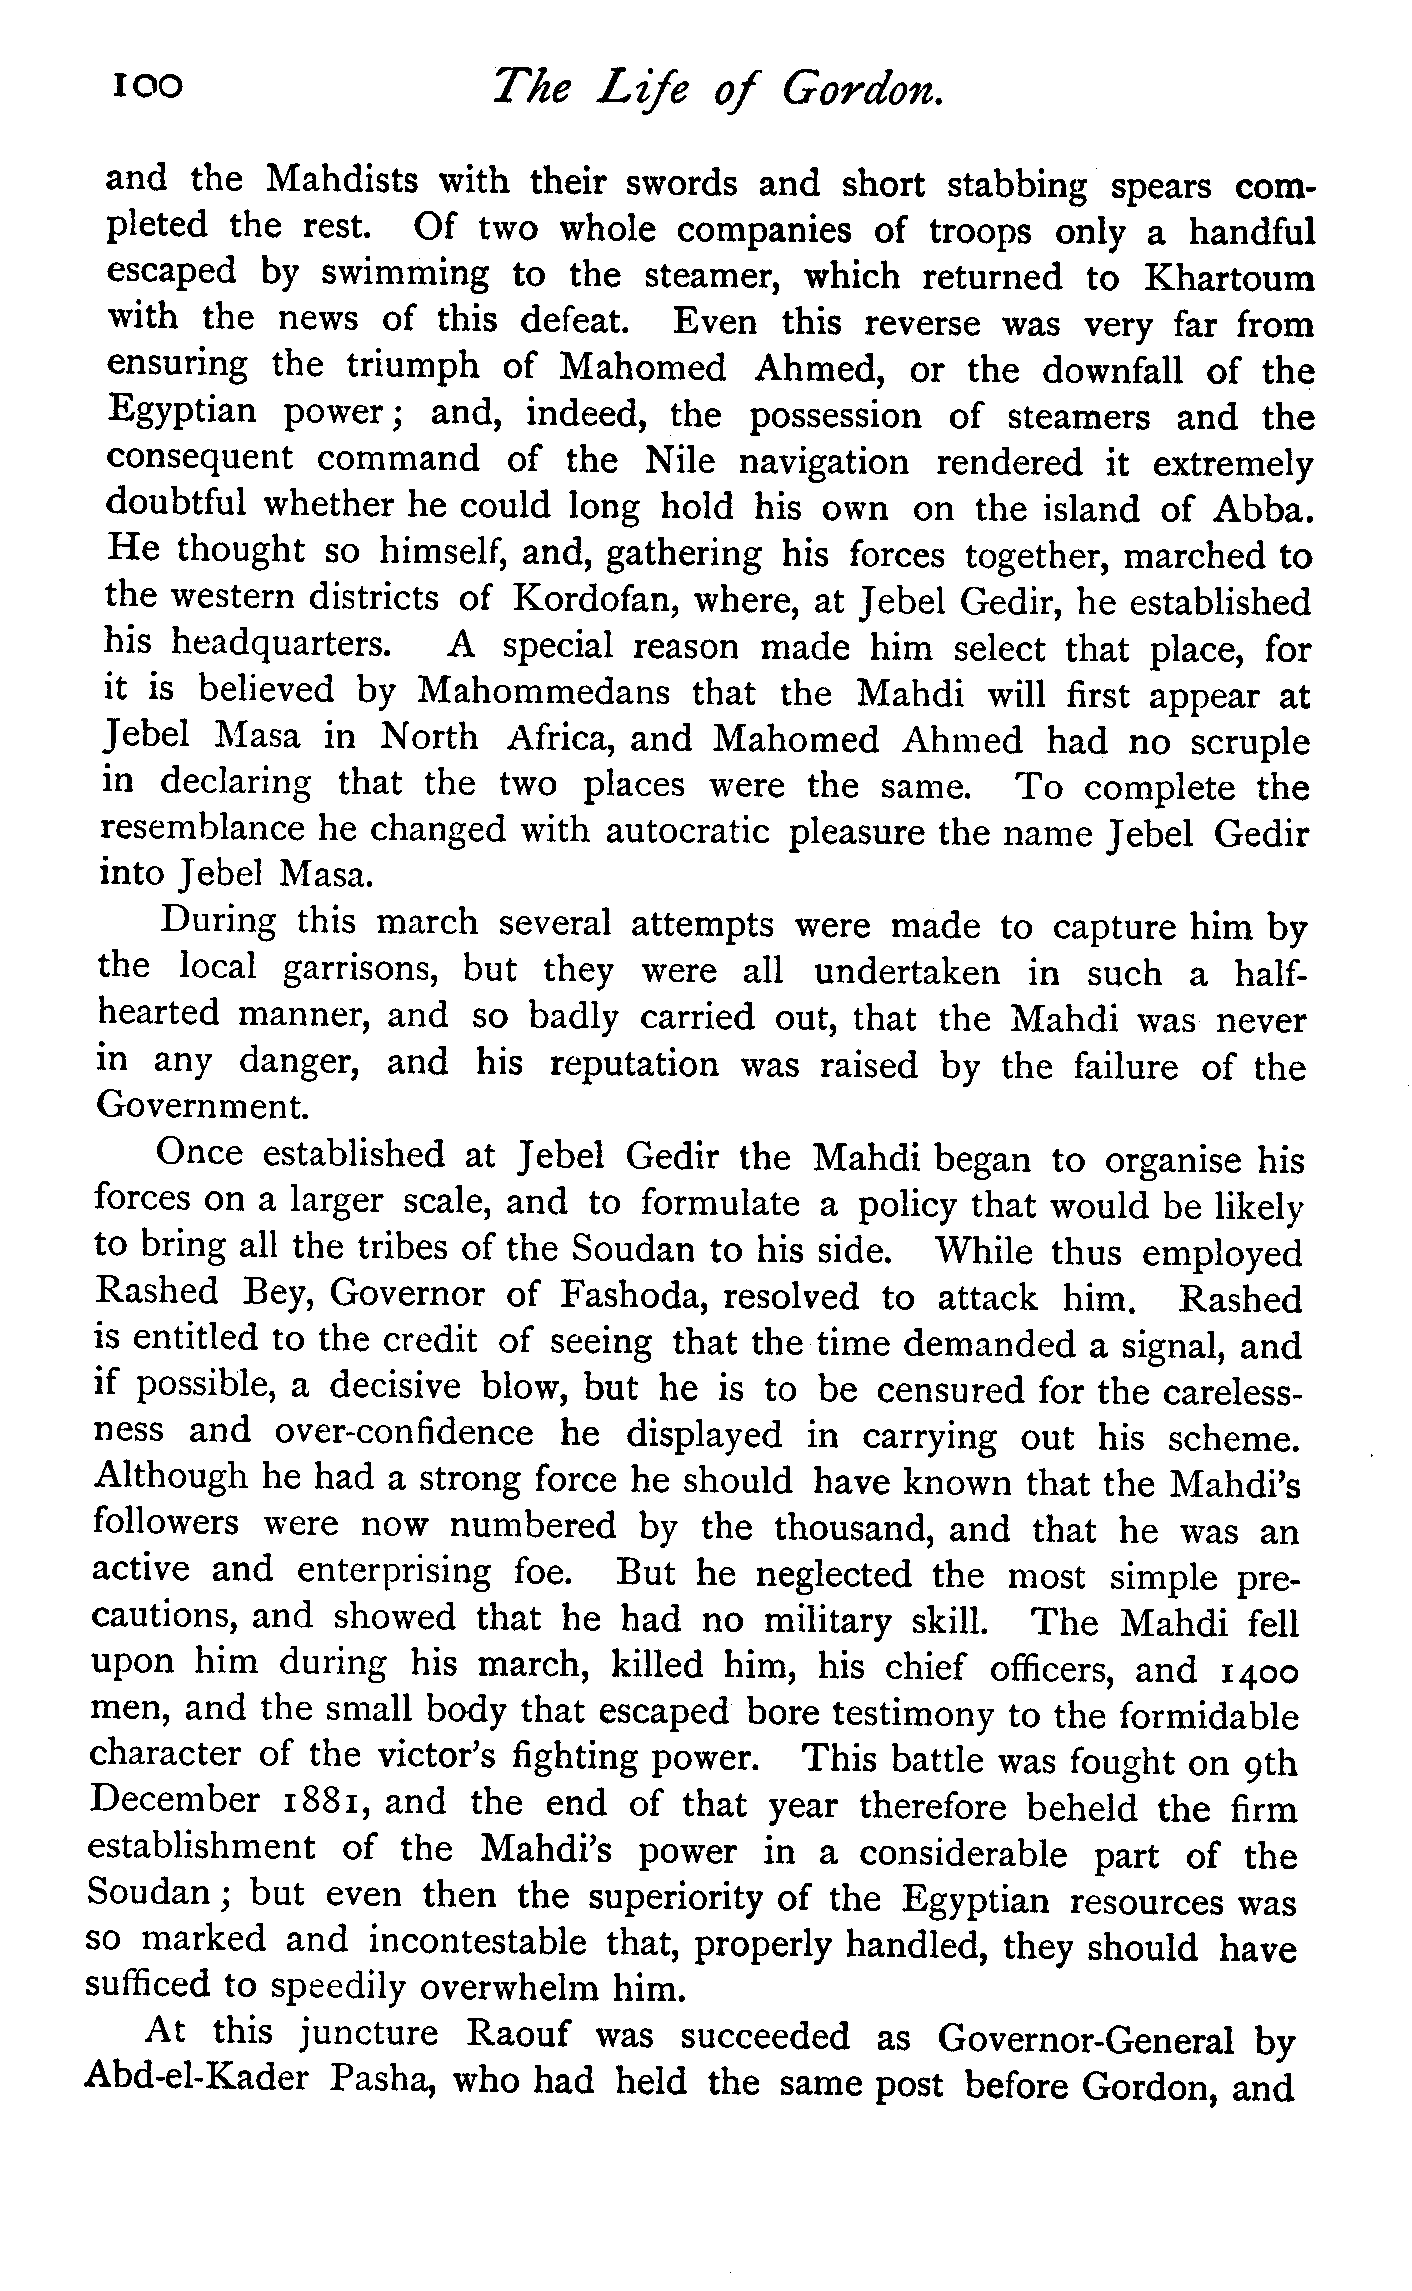 100 The Life of Gordon.
and the Mahdists with their swords and short stabbing spears com-
pleted the rest. Of two whole companies of troops only a handful
escaped by swimming to the steamer, which returned to Khartoum
with the news of this defeat. Even this reverse was very far from
ensuring the triumph of Mahomed Ahmed, or the downfall of the
Egyptian power; and, indeed, the possession of steamers and the
consequent command of the Nile navigation rendered it extremely
doubtful whether he could long hold his own on the island of Abba.
He thought so himself, and, gathering his forces together, marched to
the western districts of Kordofan, where, at Jebel Gedir, he established
his headquarters. A special reason made him select that place, for
it is believed by Mahommedans that the Mahdi will first appear at
Jebel Masa in North Africa, and Mahomed Ahmed had no scruple
in declaring that the two places were the same. To complete the
resemblance he changed with autocratic pleasure the name Jebel Gedir
into Jebel Masa.
During this march several attempts were made to capture him by
the local garrisons, but they were all undertaken in such a half-
hearted manner, and so badly carried out, that the Mahdi was never
in any danger, and his reputation was raised by the failure of the
Government.
Once established at Jebel Gedir the Mahdi began to organise his
forces on a larger scale, and to formulate a policy that would be likely
to bring all the tribes of the Soudan to his side. While thus employed
Rashed Bey, Governor of Fashoda, resolved to attack him. Rashed
is entitled to the credit of seeing that the time demanded a signal, and
if possible, a decisive blow, but he is to be censured for the careless-
ness and over-confidence he displayed in carrying out his scheme.
Although he had a strong force he should have known that the Mahdi's
followers were now numbered by the thousand, and that he was an
active and enterprising foe. But he neglected the most simple pre-
cautions, and showed that he had no military skill. The Mahdi fell
upon him during his march, killed him, his chief officers, and 1400
men, and the small body that escaped bore testimony to the formidable
character of the victor's fighting power. This battle was fought on 9th
December 1881, and the end of that year therefore beheld the firm
establishment of the Mahdi's power in a considerable part of the
Soudan; but even then the superiority of the Egyptian resources was
so marked and incontestable that, properly handled, they should have
sufficed to speedily overwhelm him.
At this juncture Raouf was succeeded as Governor-General by
Abd-el-Kader Pasha, who had held the same post before Gordon, and